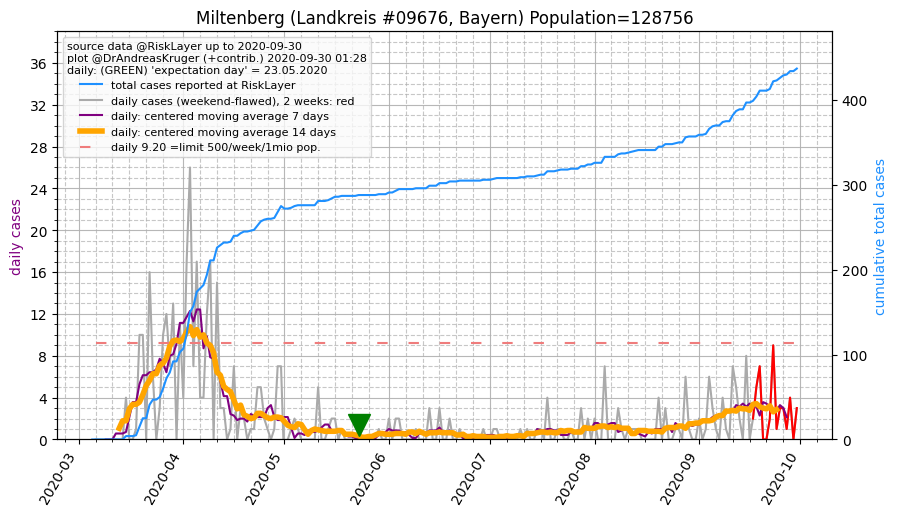 Miltenberg (Landkreis #09676, Bayern) Population=128756
source data @RiskLayer up to 2020-09-30
plot @DrAndreasKruger (+contrib.) 2020-09-30 01:28
daily: (GREEN) 'expectation day' = 23.05.2020
total cases reported at RiskLayer
daily cases (weekend-flawed), 2 weeks: red
daily: centered moving average 7 days
daily: centered moving average 14 days
daily 9.20 =limit 500/week/1mio pop.
daily cases
36
32
28
24
20
16
12
8
4
0
400
300
200
100
0
cumulative total cases
2020-03
2020-04
2020-05
2020-06
2020-07
2020-08
2020-09
2020-10